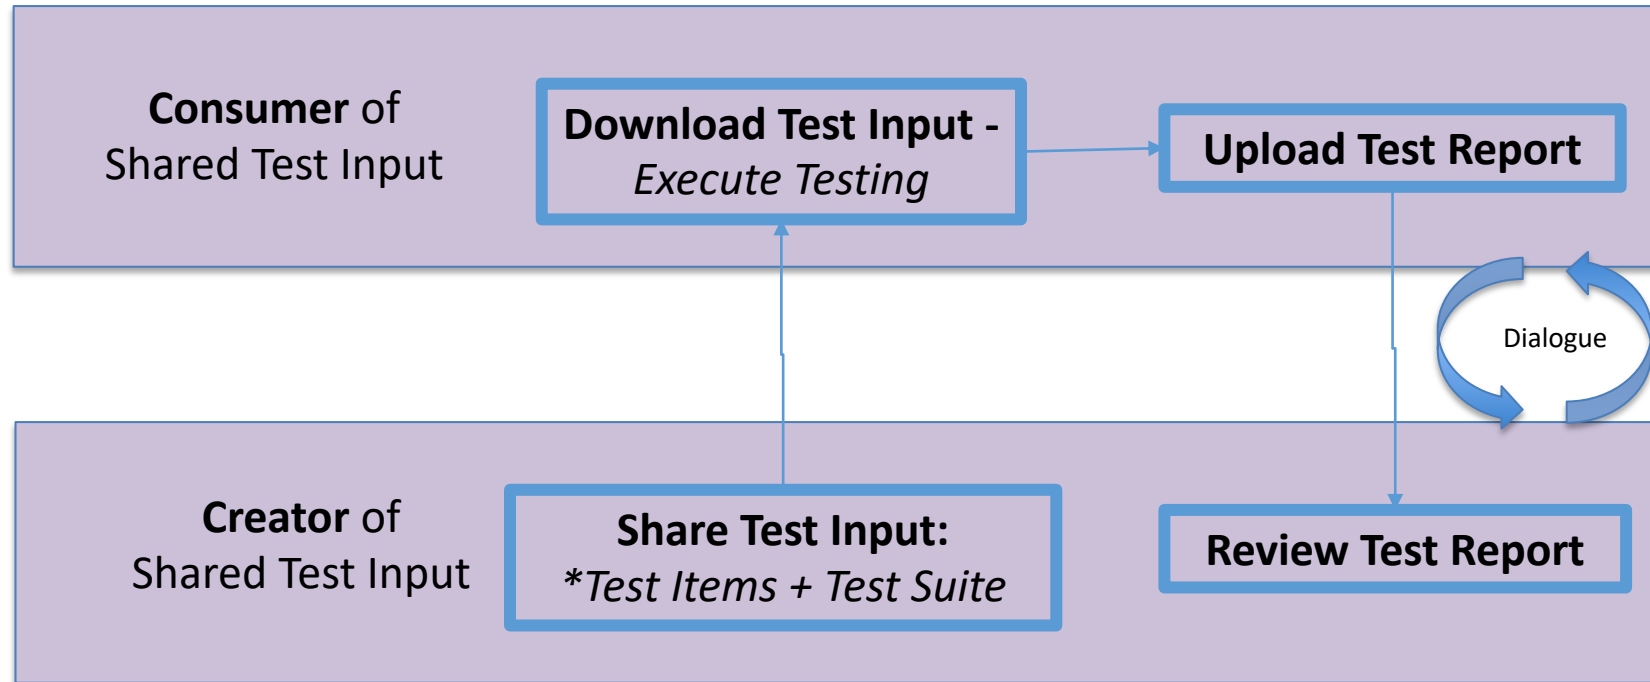 Consumer of
Shared Test Input
Download Test Input -
Execute Testing
Upload Test Report
Dialogue
Creator of
Shared Test Input
Share Test Input:
*Test Items + Test Suite
Review Test Report